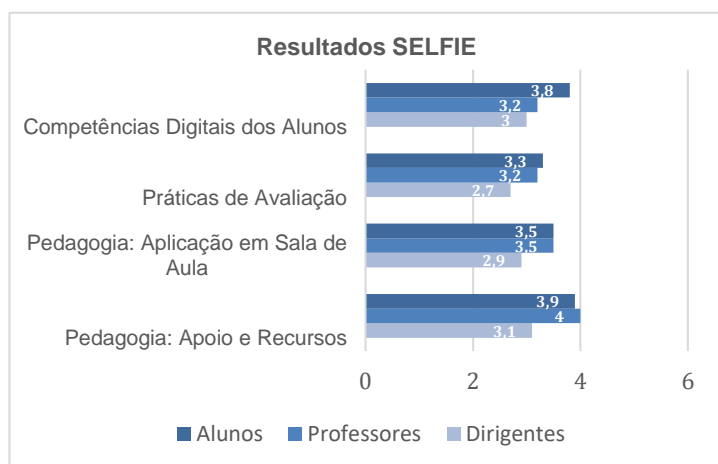 Resultados SELFIE
3,8
3,2
Competências Digitais dos Alunos
3
3,3
3,2
Práticas de Avaliação
2,7
3,5
Pedagogia: Aplicação em Sala de
3,5
Aula
2,9
3,9
4
Pedagogia: Apoio e Recursos
3,1
0 2 4 6
Alunos Professores Dirigentes